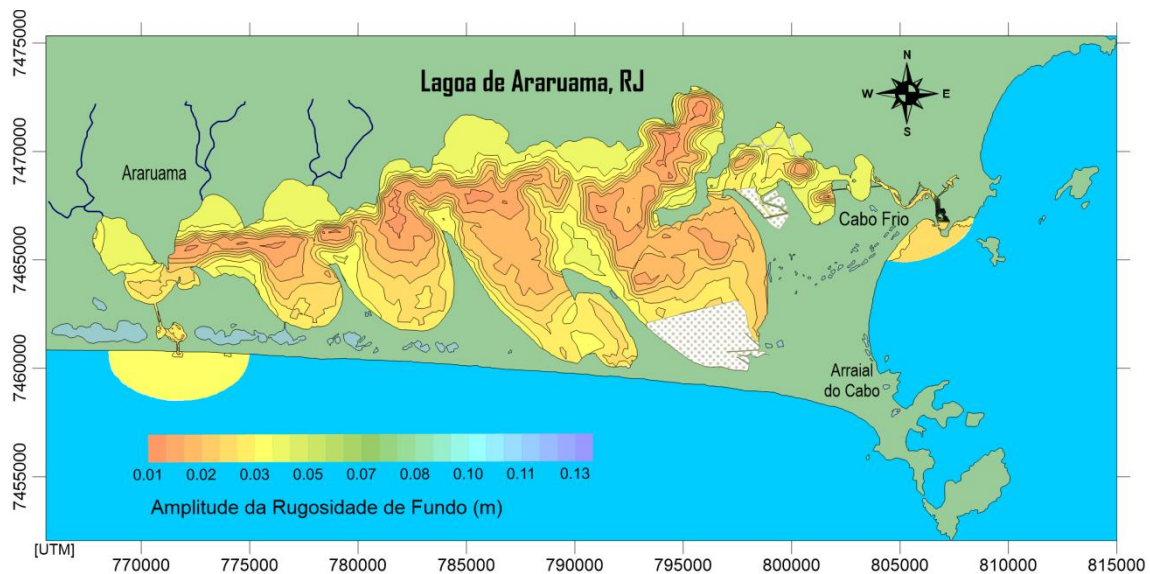 Lagoa de Araruama, RJ
N
W E
S
7475000
7470000
7465000
7460000
7455000
Araruama
Cabo Frio
Arraial
do Cabo
0.01 0.02 0.03 0.05 0.07 0.08 0.10 0.11 0.13
Amplitude da Rugosidade de Fundo (m)
[UTM]
770000 775000 780000 785000 790000 795000 800000 805000 810000 815000